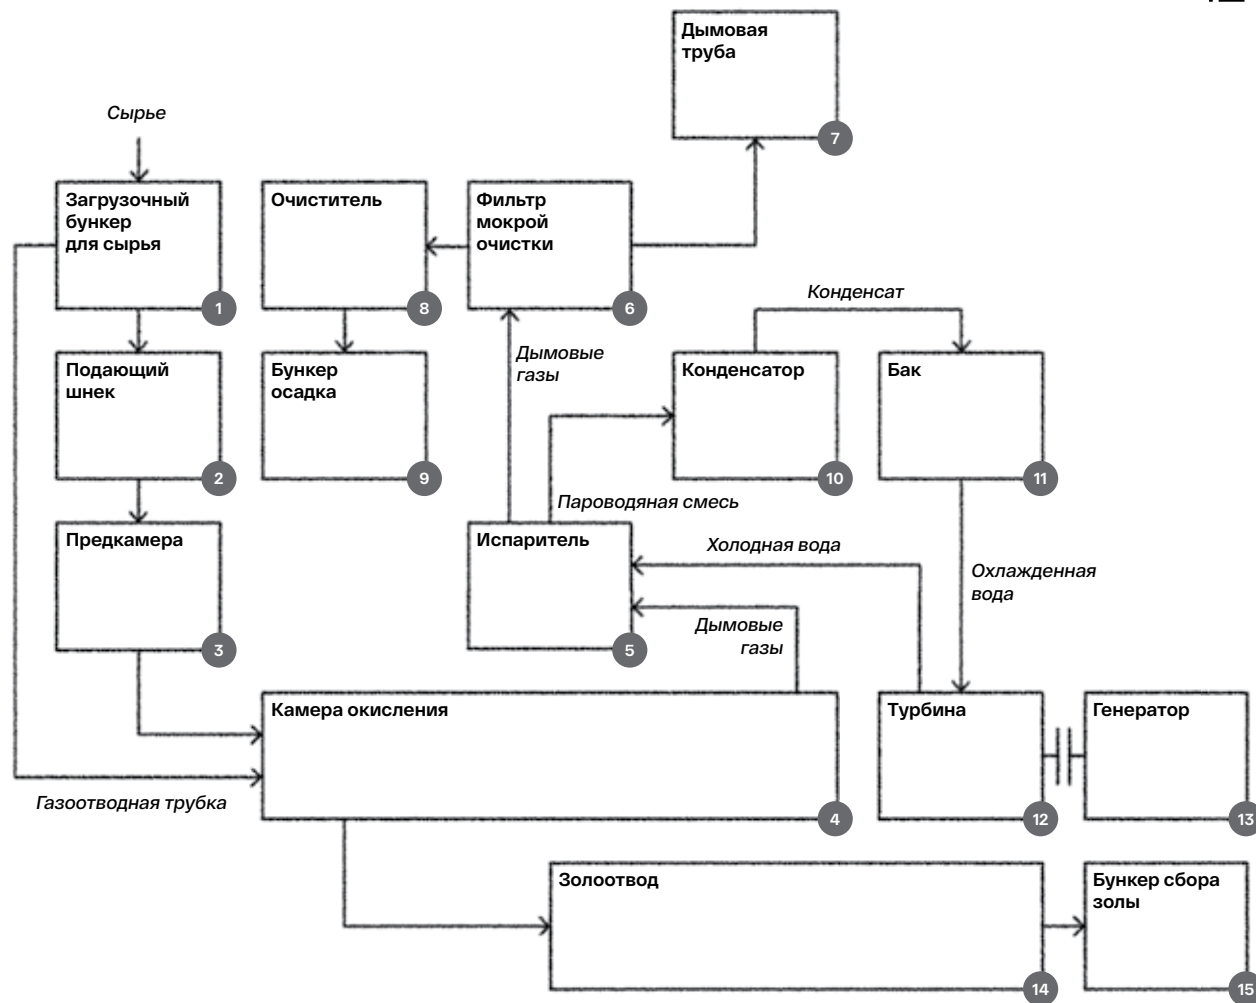 Дымовая
труба
7
Сырье
Загрузочный
бункер
для сырья
1
Очиститель
8
Фильтр
мокрой
очистки
6
Конденсат
Подающий
шнек
2
Бункер
осадка
9
Дымовые
газы
Конденсатор
10
Бак
11
Пароводяная смесь
Предкамера
3
Испаритель
5
Холодная вода
Охлажденная
вода
Дымовые
газы
Камера окисления
4
Газоотводная трубка
Турбина
12
Генератор
13
Золоотвод
14
Бункер сбора
золы
15